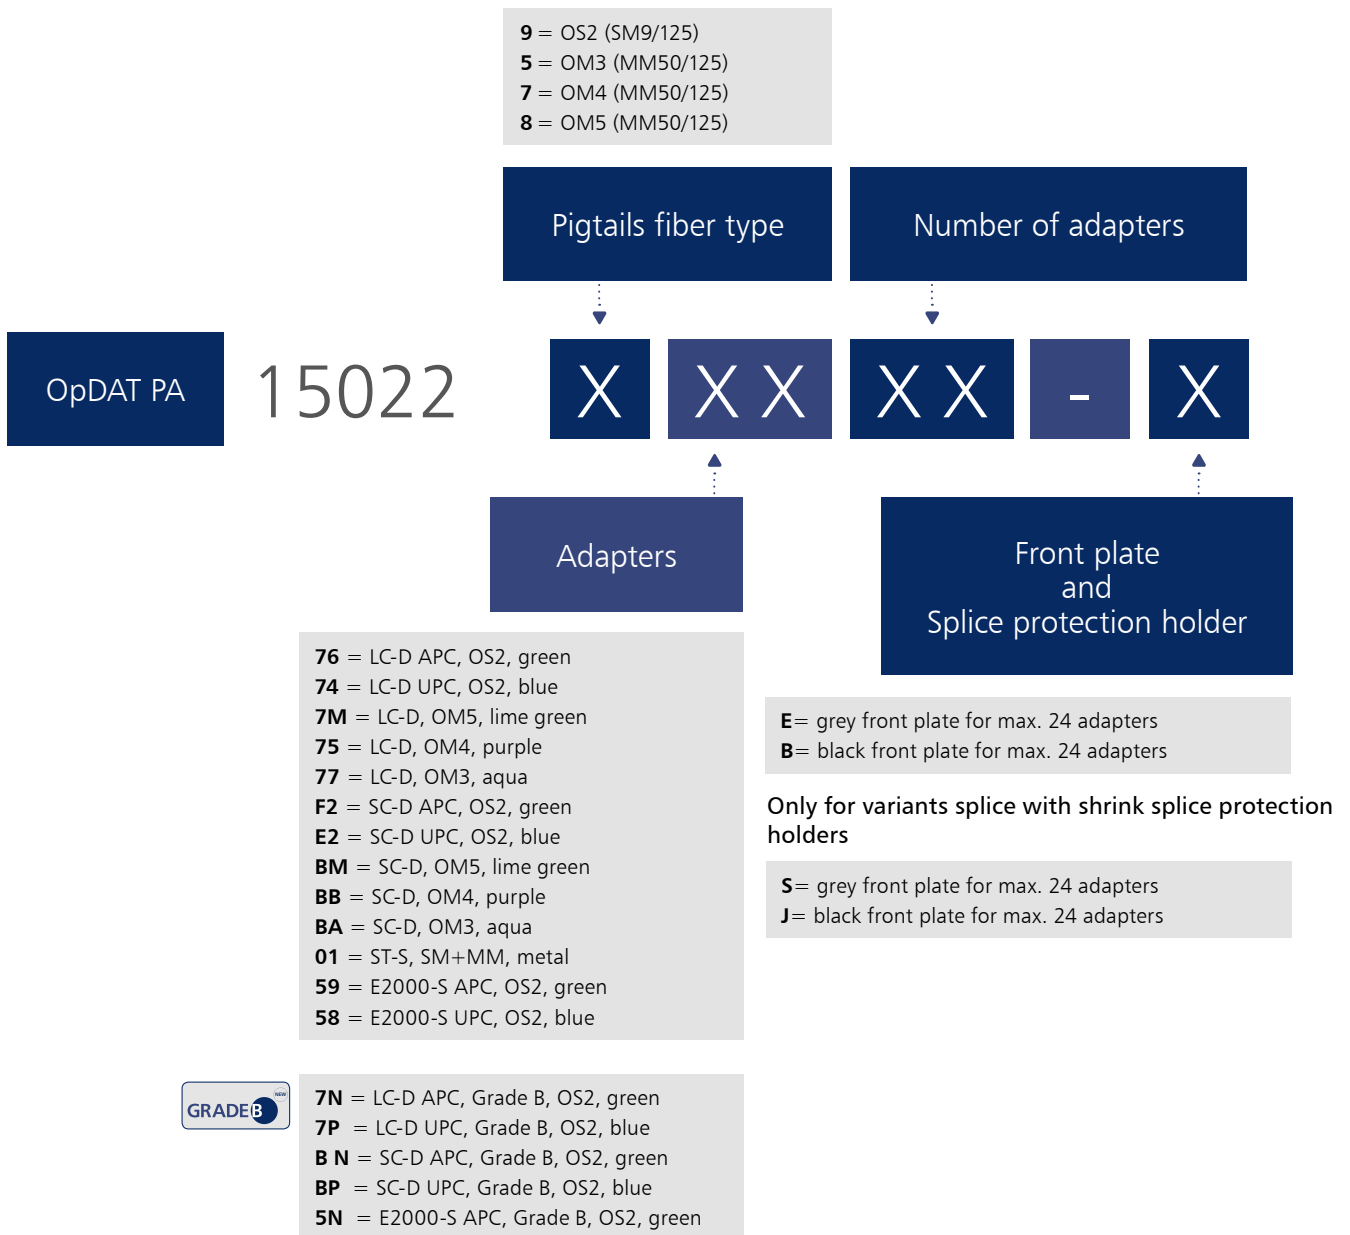 9 = OS2 (SM9/125)
5 = OM3 (MM50/125)
7 = OM4 (MM50/125)
8 = OM5 (MM50/125)
Pigtails fiber type
Number of adapters
OpDAT PA
15022
X
X X
X X
-
X
Adapters
Front plate
and
Splice protection holder
76 = LC-D APC, OS2, green
74 = LC-D UPC, OS2, blue
7M = LC-D, OM5, lime green
75 = LC-D, OM4, purple
77 = LC-D, OM3, aqua
F2 = SC-D APC, OS2, green
E2 = SC-D UPC, OS2, blue
BM = SC-D, OM5, lime green
BB = SC-D, OM4, purple
BA = SC-D, OM3, aqua
01 = ST-S, SM+MM, metal
59 = E2000-S APC, OS2, green
58 = E2000-S UPC, OS2, blue
E= grey front plate for max. 24 adapters
B= black front plate for max. 24 adapters
Only for variants splice with shrink splice protection
holders
S= grey front plate for max. 24 adapters
J= black front plate for max. 24 adapters
NEW
GRADE B
7N = LC-D APC, Grade B, OS2, green
7P = LC-D UPC, Grade B, OS2, blue
B N = SC-D APC, Grade B, OS2, green
BP = SC-D UPC, Grade B, OS2, blue
5N = E2000-S APC, Grade B, OS2, green